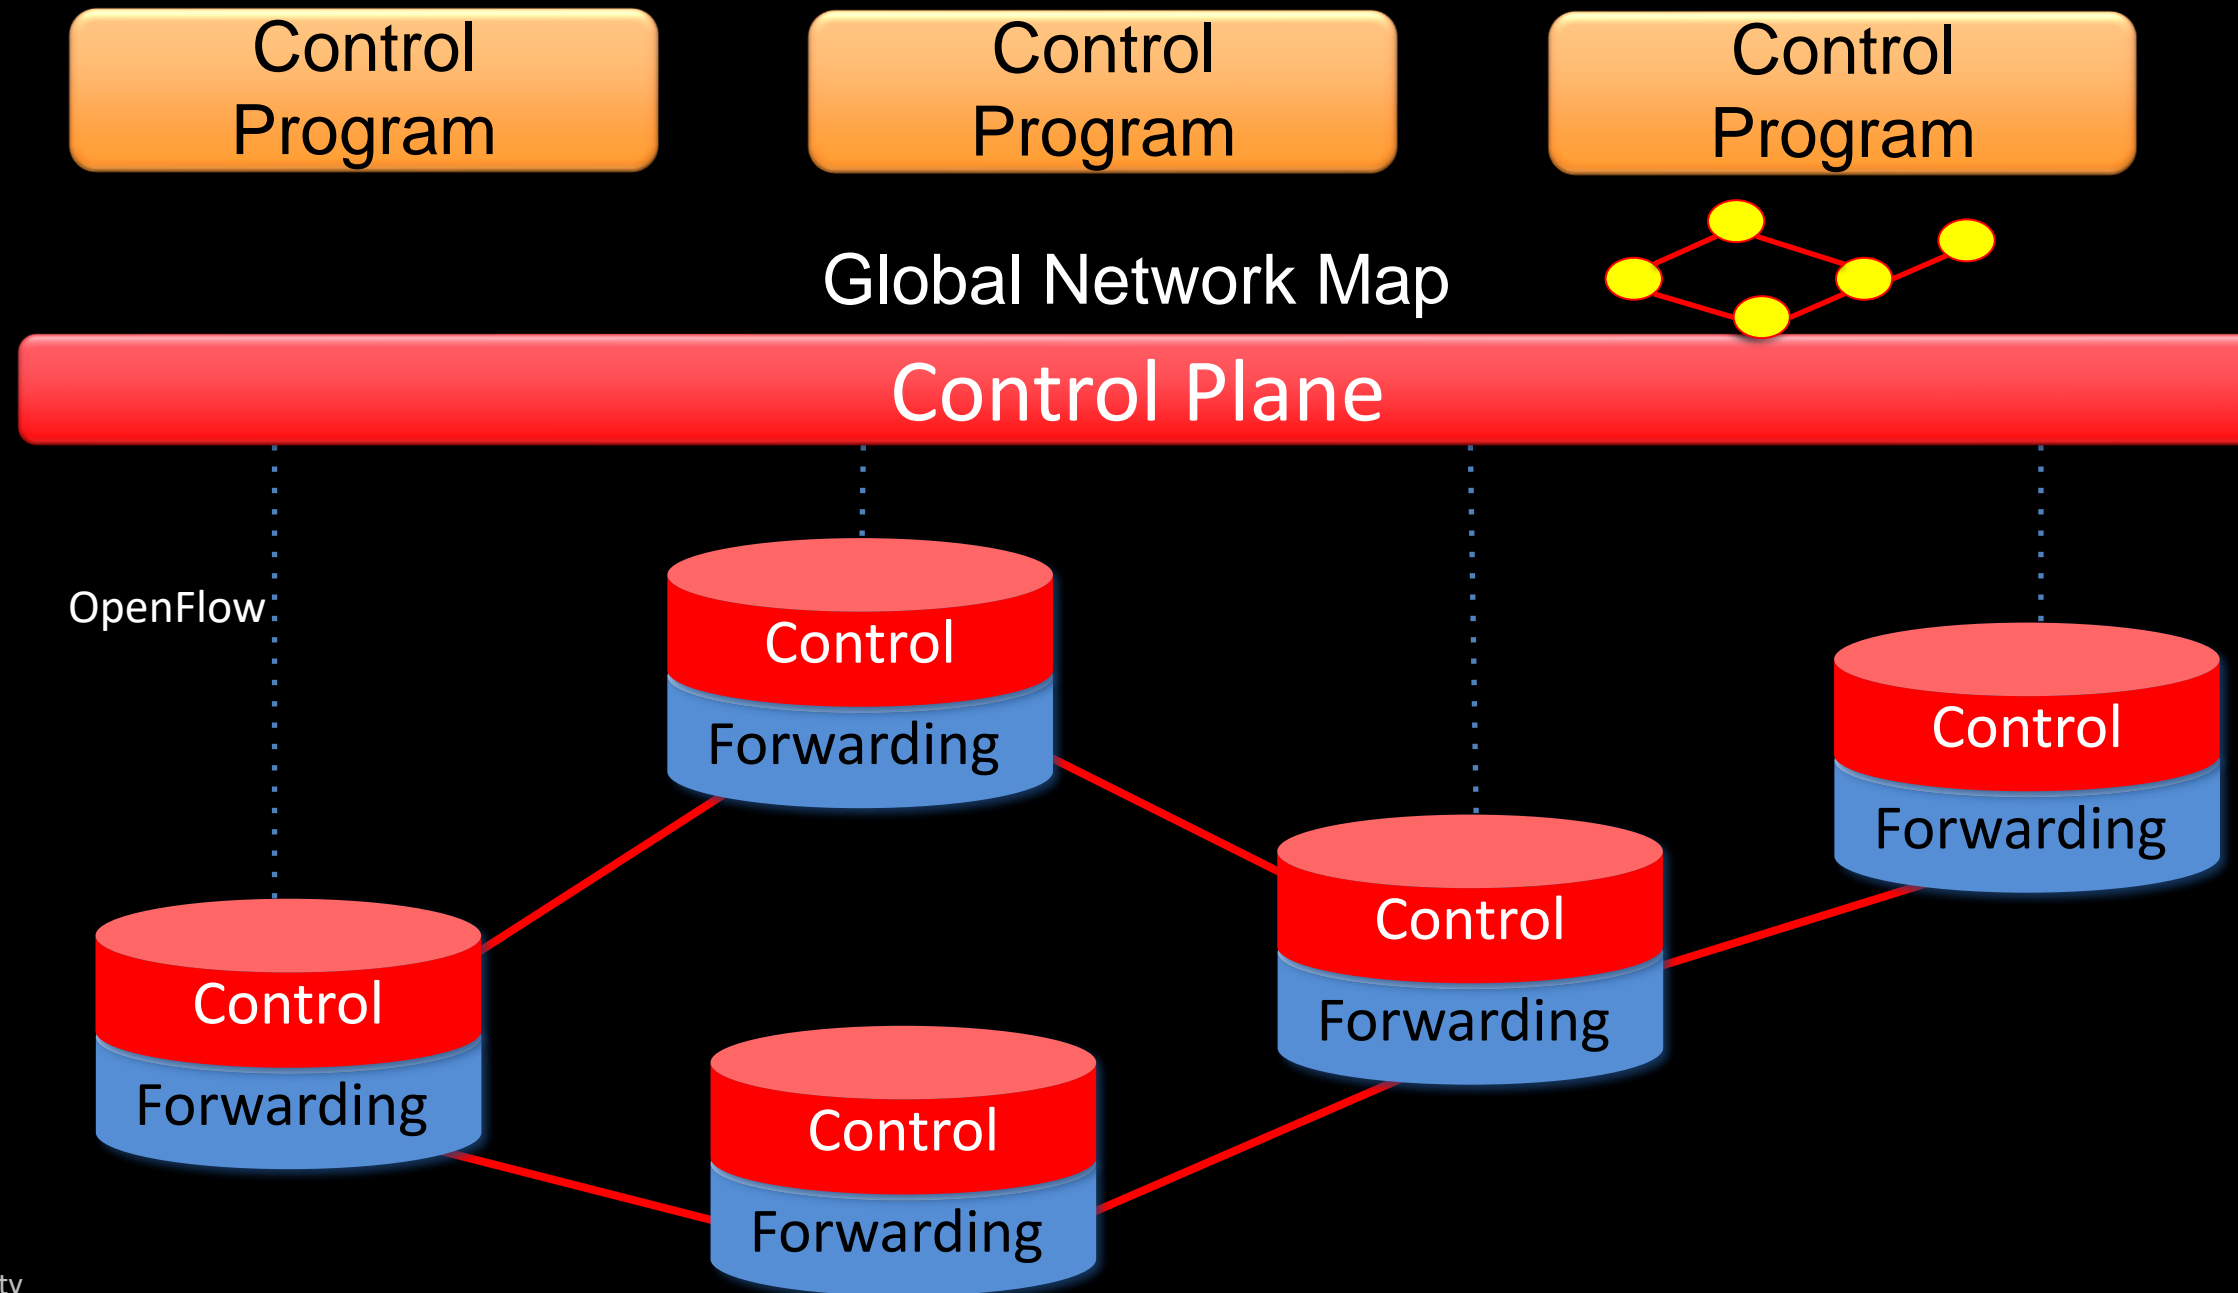 Control
Program
Control
Program
Control
Program
Global Network Map
Control Plane
OpenFlow
Control
Forwarding
Control
Forwarding
Control
Forwarding
Control
Forwarding
Control
Forwarding
ty